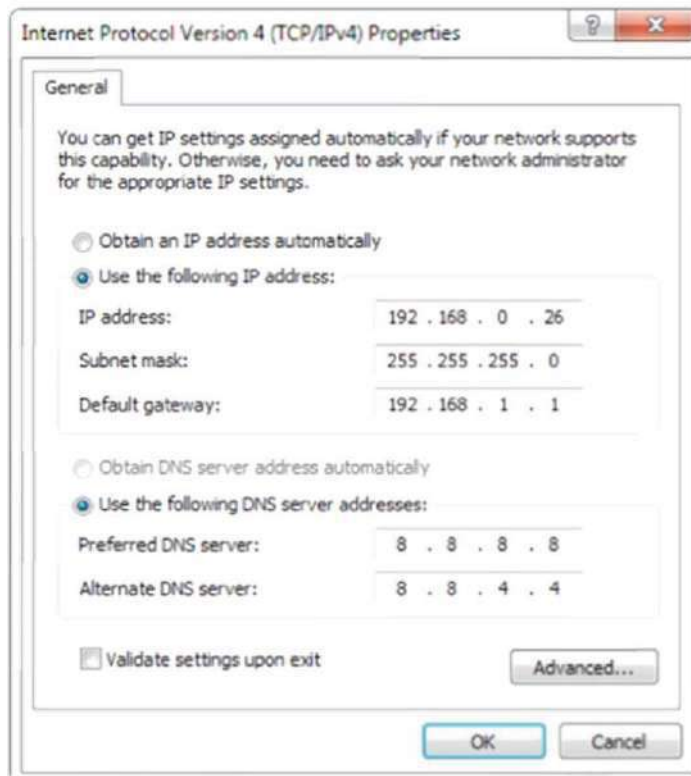 Internet Protocol Version 4 (TCP/IPv4) Properties
General
You can get IP settings assigned automatically if your network supports
this capability. Otherwise, you need to ask your network administrator
for the appropriate IP settings.
Obtain an IP address automatically
Use the following IP address:
IP address: 192 . 168 . 0 . 26
Subnet mask: 255 . 255 . 255 . 0
Default gateway: 192 . 168 . 1 . 1
Obtain DNS server address automatically
Use the following DNS server addresses:
Preferred DNS server: 8 . 8 . 8 . 8
Alternate DNS server: 8 . 8 . 4 . 4
Validate settings upon exit
Advanced...
OK Cancel